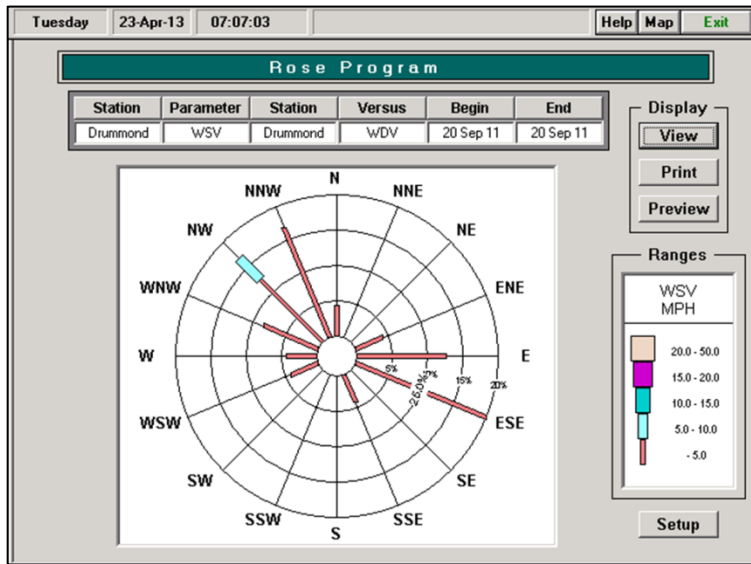 Tuesday 23-Apr-13 07:07:03 Help Map Exit
Rose Program
Station Parameter Station Versus Begin End
Drummond WSV Drummond WDV 20 Sep 11 20 Sep 11
Display
View
Print
Preview
N
NNW NNE
NW NE
WNW ENE
W E
5% 15% 20%
25.0%
WSW ESE
SW SE
SSW SSE
S
Ranges
WSV
MPH
20.0 - 50.0
15.0 - 20.0
10.0 - 15.0
5.0 - 10.0
- 5.0
Setup